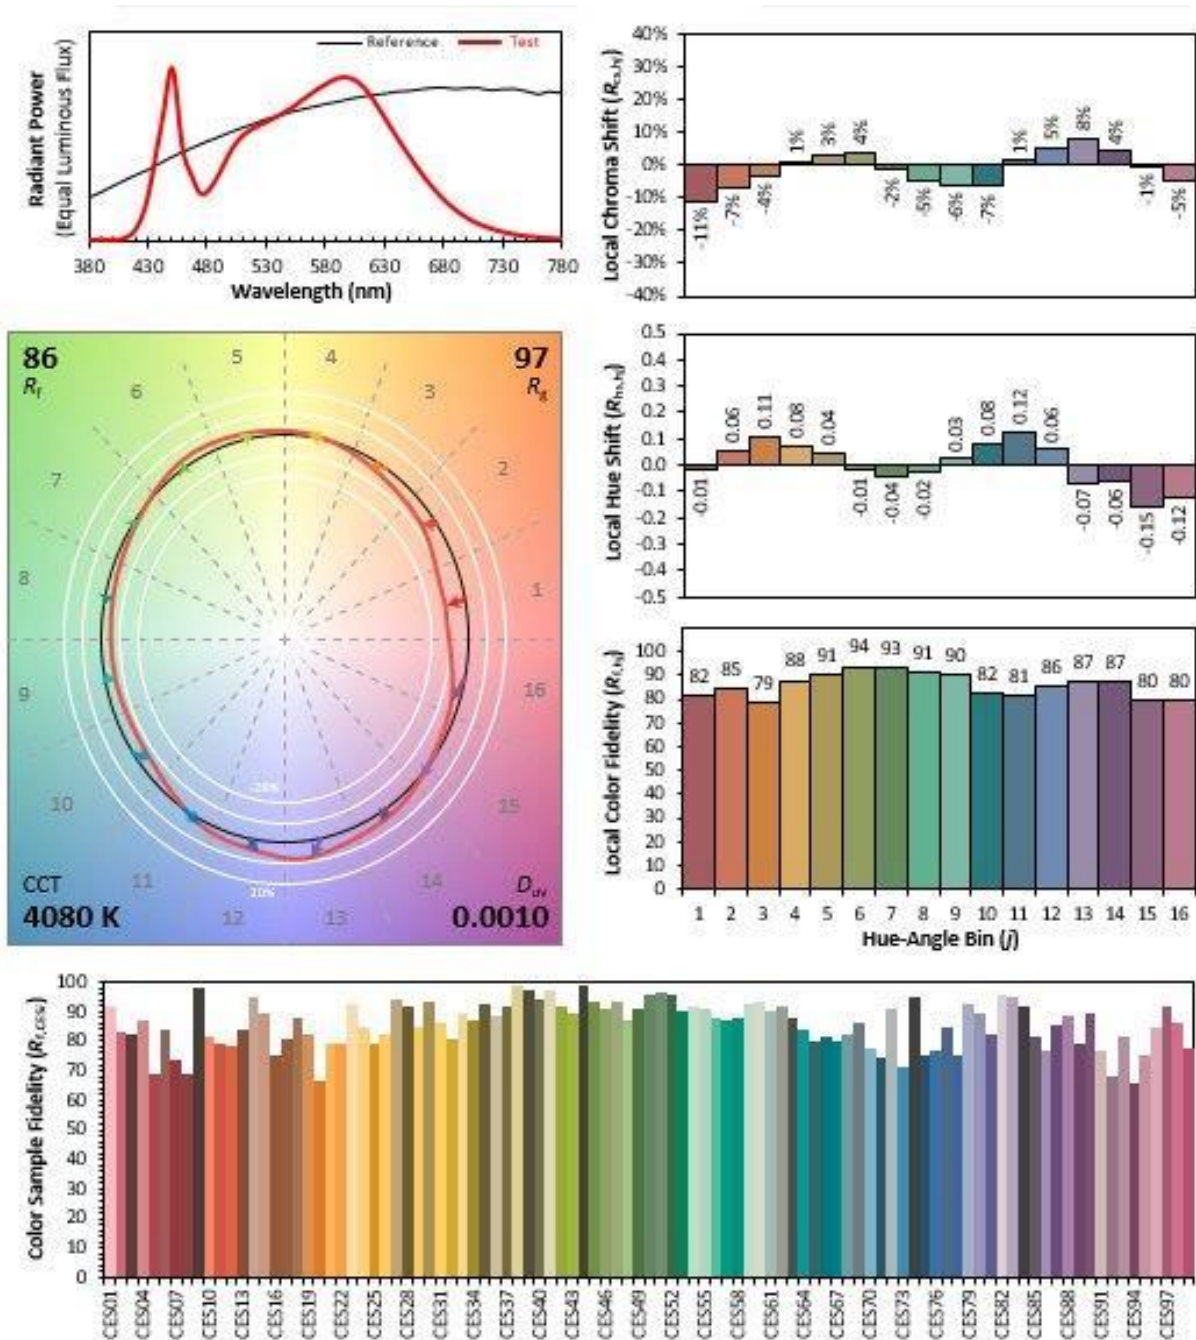 Radiant Power
(Equal Luminous Flux)
Reference Test
380 430 480 530 580 630 680 730 780
Wavelength (nm)
Local Chroma Shift (Rcs,hj)
40%
30%
20%
10%
0%
-10%
-20%
-30%
-40%
-11% -7% -4% 1% 3% 4% -2% -5% -6% -7% 1% 5% 8% 4% -1% -5%
86
Rf
97
Rg
1 2 3 4 5 6 7 8 9 10 11 12 13 14 15 16
-20%
20%
CCT
4080 K
Duv
0.0010
Local Hue Shift (Rhs,hj)
0.5
0.4
0.3
0.2
0.1
0.0
-0.1
-0.2
-0.3
-0.4
-0.5
-0.01 0.06 0.11 0.08 0.04 -0.01 -0.04 -0.02 0.03 0.08 0.12 0.06 -0.07 -0.06 -0.15 -0.12
Local Color Fidelity (Rf,hj)
100
90
80
70
60
50
40
30
20
10
0
82 85 79 88 91 94 93 91 90 82 81 86 87 87 80 80
1 2 3 4 5 6 7 8 9 10 11 12 13 14 15 16
Hue-Angle Bin (j)
Color Sample Fidelity (Rf,CESi)
100
90
80
70
60
50
40
30
20
10
0
CES01 CES04 CES07 CES10 CES13 CES16 CES19 CES22 CES25 CES28 CES31 CES34 CES37 CES40 CES43 CES46 CES49 CES52 CES55 CES58 CES61 CES64 CES67 CES70 CES73 CES76 CES79 CES82 CES85 CES88 CES91 CES94 CES97